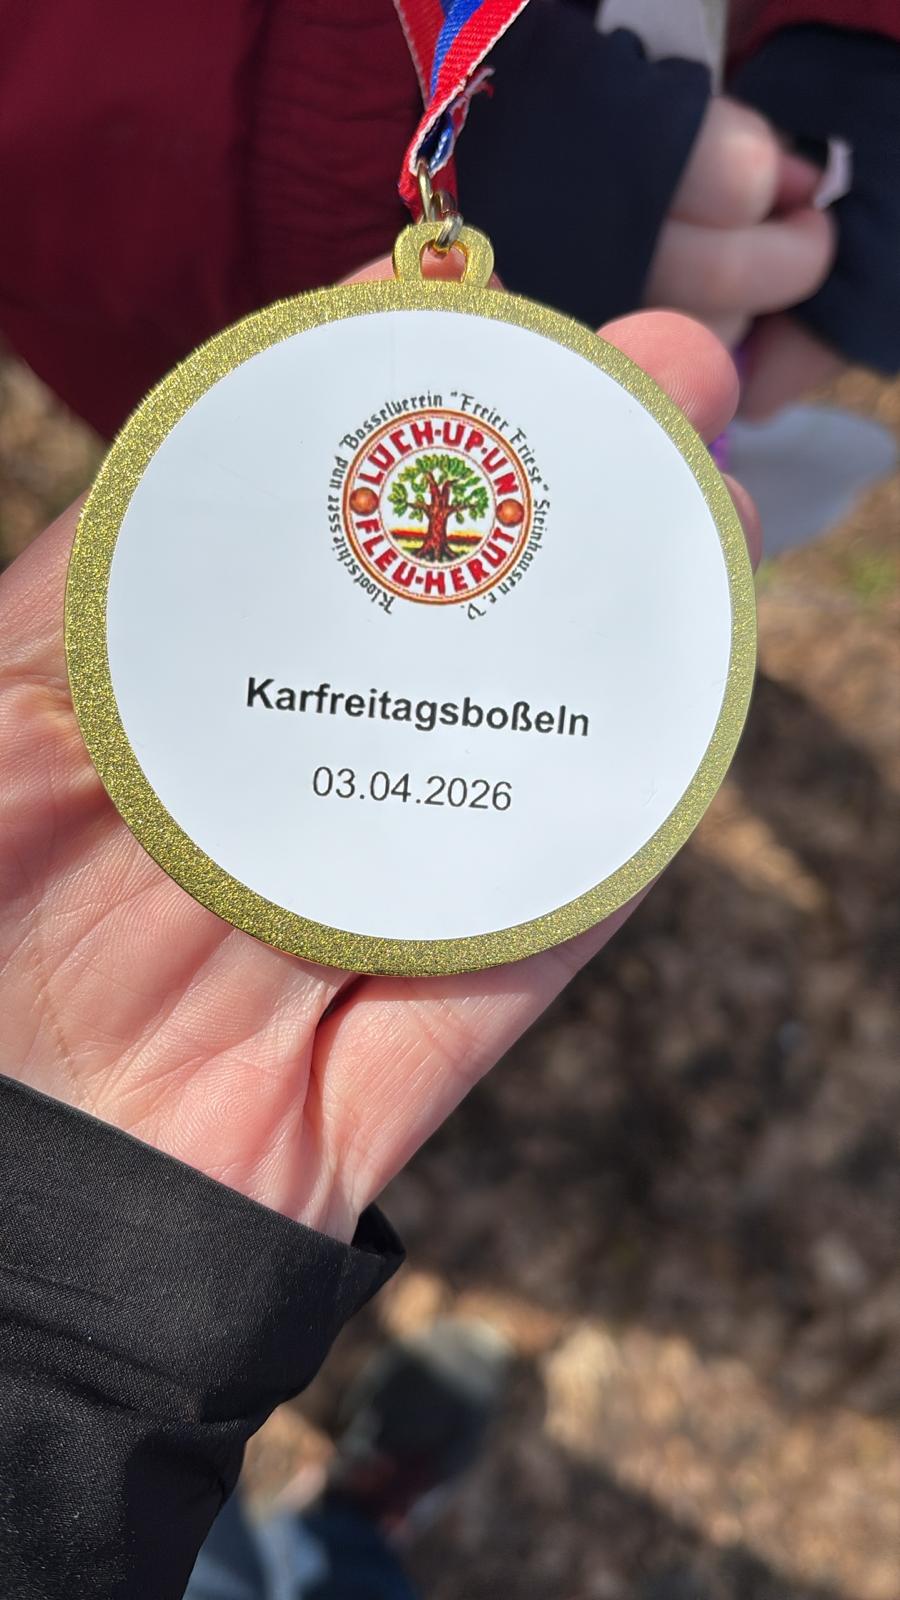 Klootschiesser und Bosselverein "Freier Friese" Steinhausen e. V.
LUCH·UP·UN
FLEU·HERUT
Karfreitagsboßeln
03.04.2026